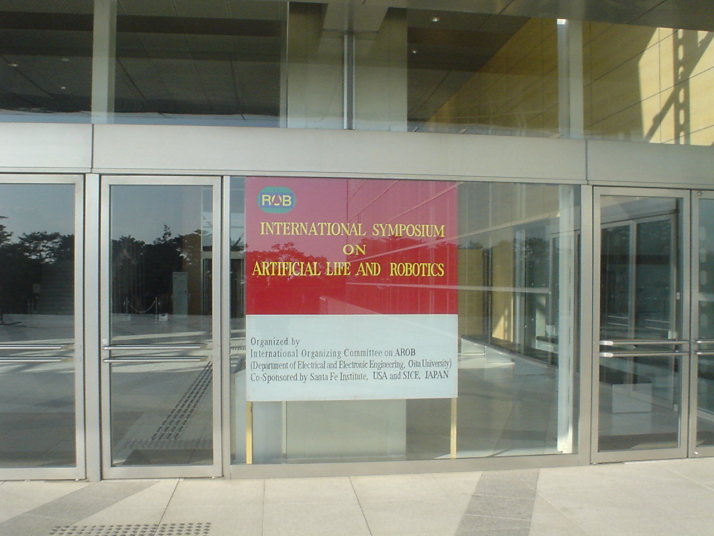 ROB
INTERNATIONAL SYMPOSIUM
ON
ARTIFICIAL LIFE AND ROBOTICS
Organized by
International Organizing Committee on AROB
(Department of Electrical and Electronic Engineering, Oita University)
Co-Sponsored by Santa Fe Institute, USA and SICE, JAPAN